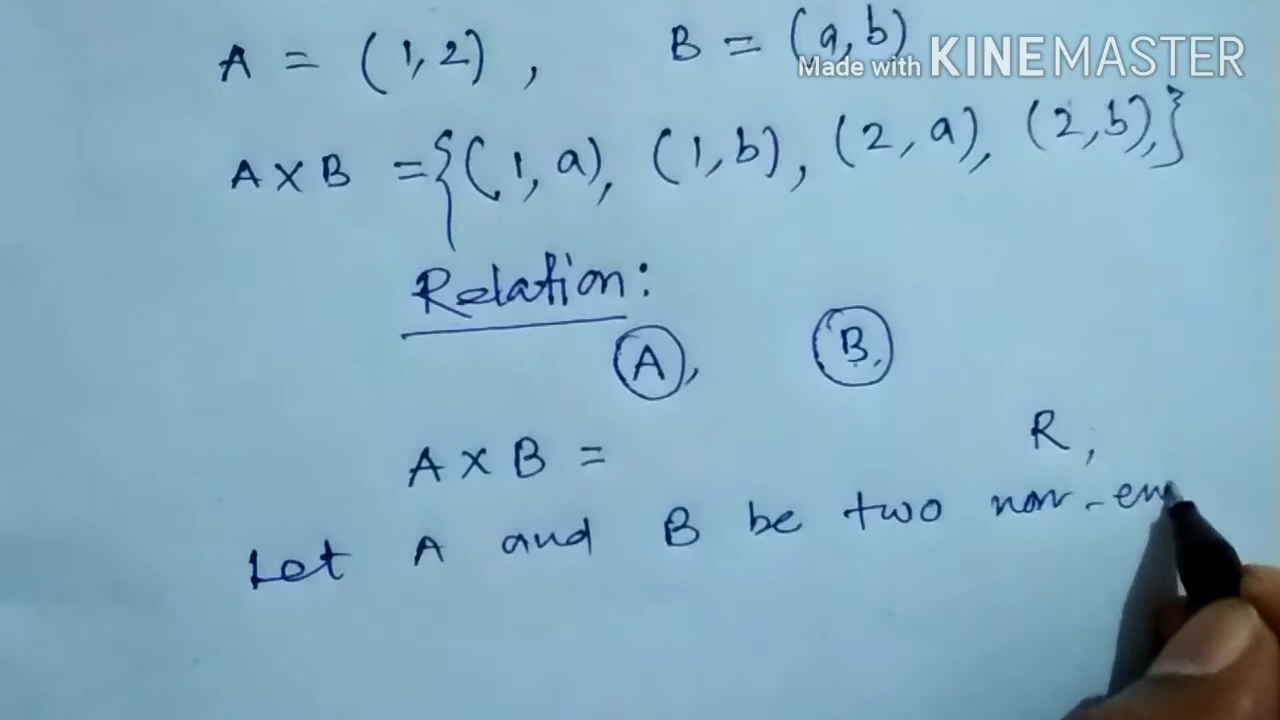 A = (1,2), B = (a,b)
Made with KINEMASTER
A X B = {(1, a), (1, b), (2, a), (2, b),}
Relation:
A, B.
A X B = R,
Let A and B be two non-em